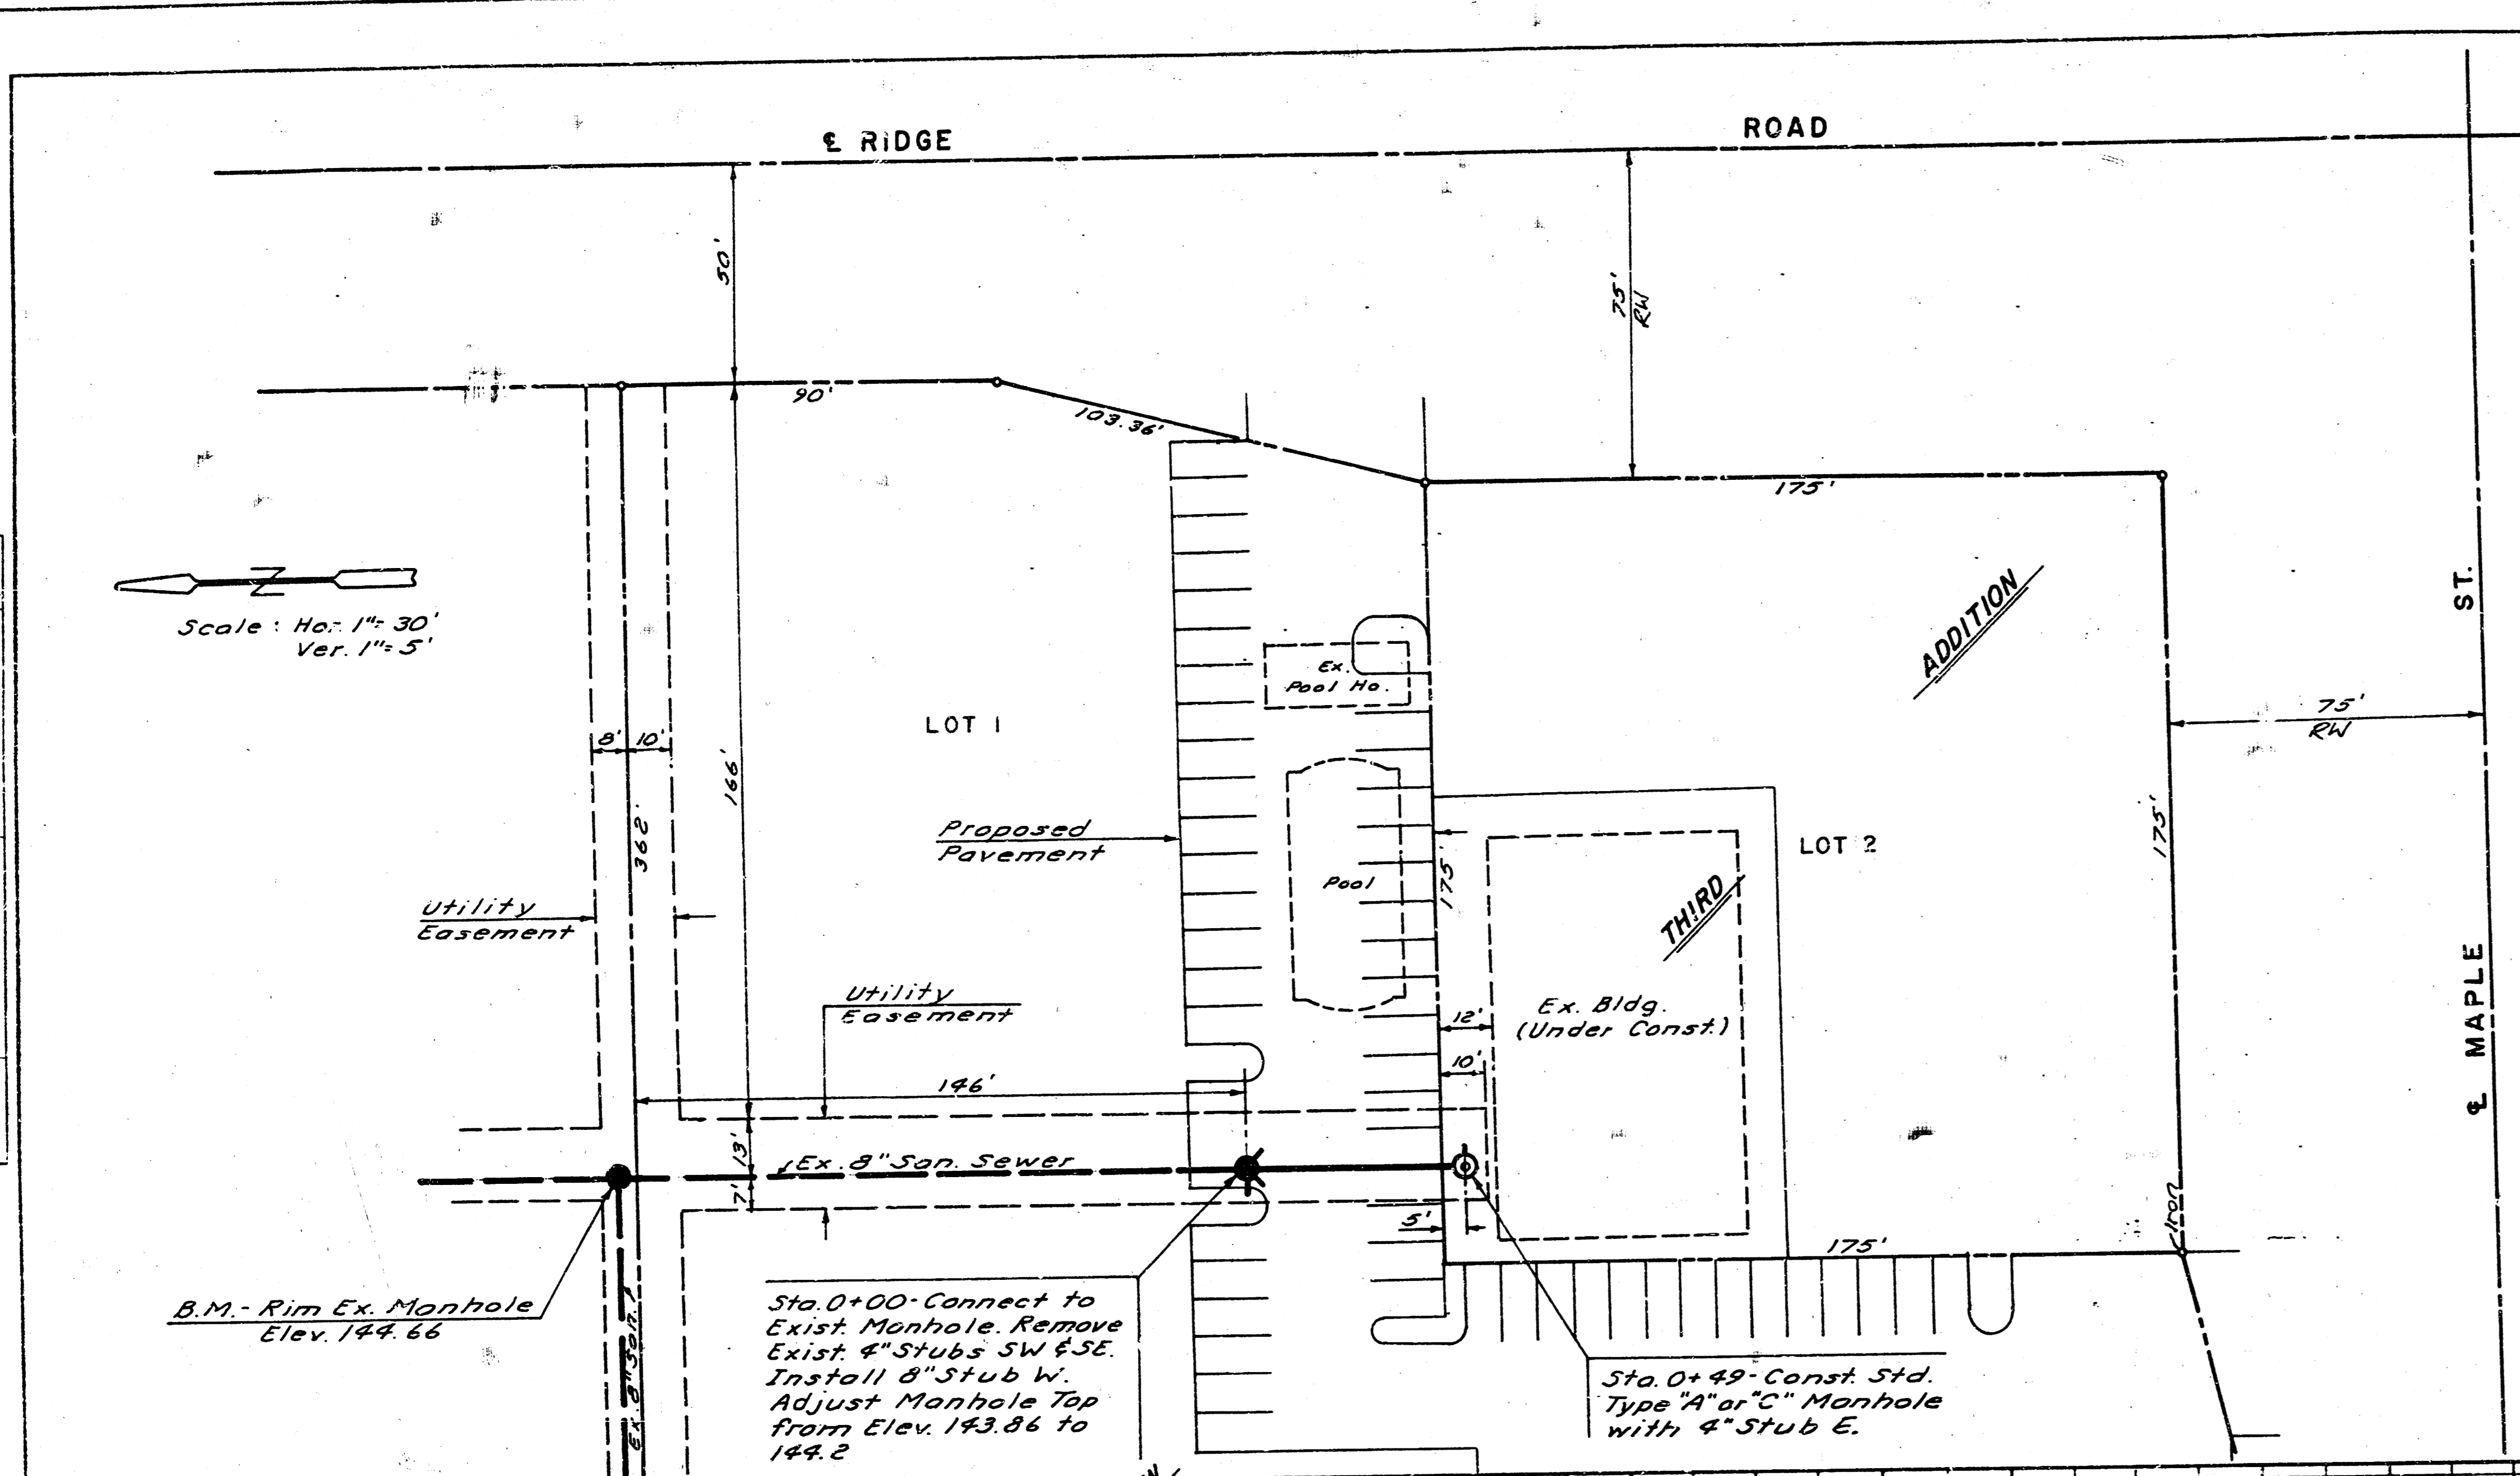 ℄ RIDGE ROAD
50'
75'
RW
90'
103.36'
175'
Scale: Hor. 1"= 30'
Ver. 1"= 5'
ADDITION
ST.
Ex.
Pool Ho.
LOT 1
75'
RW
8' 10'
166'
175'
362'
Proposed
Pavement
175'
LOT 2
Pool
THIRD
Utility
Easement
Utility
Easement
Ex. Bldg.
(Under Const.)
12'
10'
℄ MAPLE
146'
13'
Ex. 8" San. Sewer
7'
Iron
5'
175'
B.M.- Rim Ex. Manhole
Elev. 144.66
Ex. 8" San.
Sta. 0+00-Connect to
Exist. Manhole. Remove
Exist. 4" Stubs SW & SE.
Install 8" Stub W.
Adjust Manhole Top
from Elev. 143.86 to
144.2
Sta. 0+49-Const. Std.
Type "A" or "C" Manhole
with 4" Stub E.